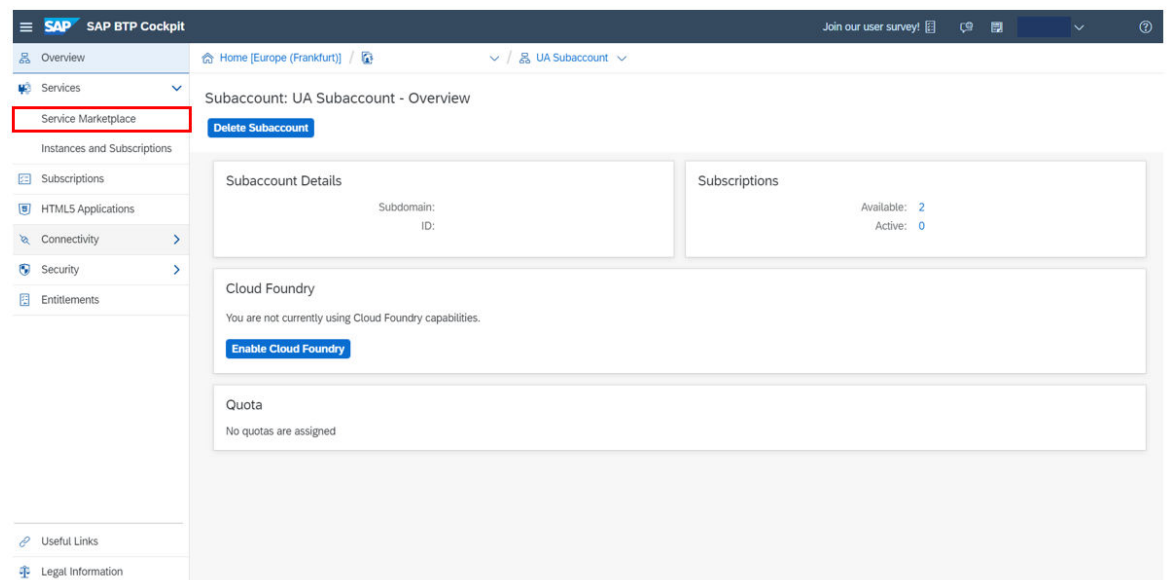 SAP SAP BTP Cockpit
Join our user survey!
Overview
Home [Europe (Frankfurt)] / / UA Subaccount
Services
Service Marketplace
Instances and Subscriptions
Subscriptions
HTML5 Applications
Connectivity
Security
Entitlements
Useful Links
Legal Information
Subaccount: UA Subaccount - Overview
Delete Subaccount
Subaccount Details
Subdomain:
ID:
Subscriptions
Available: 2
Active: 0
Cloud Foundry
You are not currently using Cloud Foundry capabilities.
Enable Cloud Foundry
Quota
No quotas are assigned